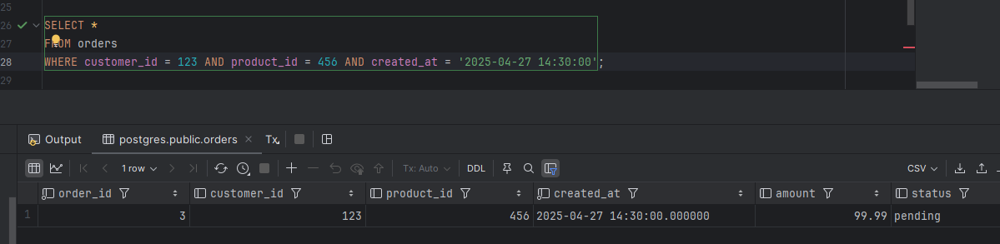 25
26 SELECT *
27 FROM orders
28 WHERE customer_id = 123 AND product_id = 456 AND created_at = '2025-04-27 14:30:00';
29
Output postgres.public.orders × Tx
1 row Tx: Auto DDL CSV
order_id customer_id product_id created_at amount status
1 3 123 456 2025-04-27 14:30:00.000000 99.99 pending